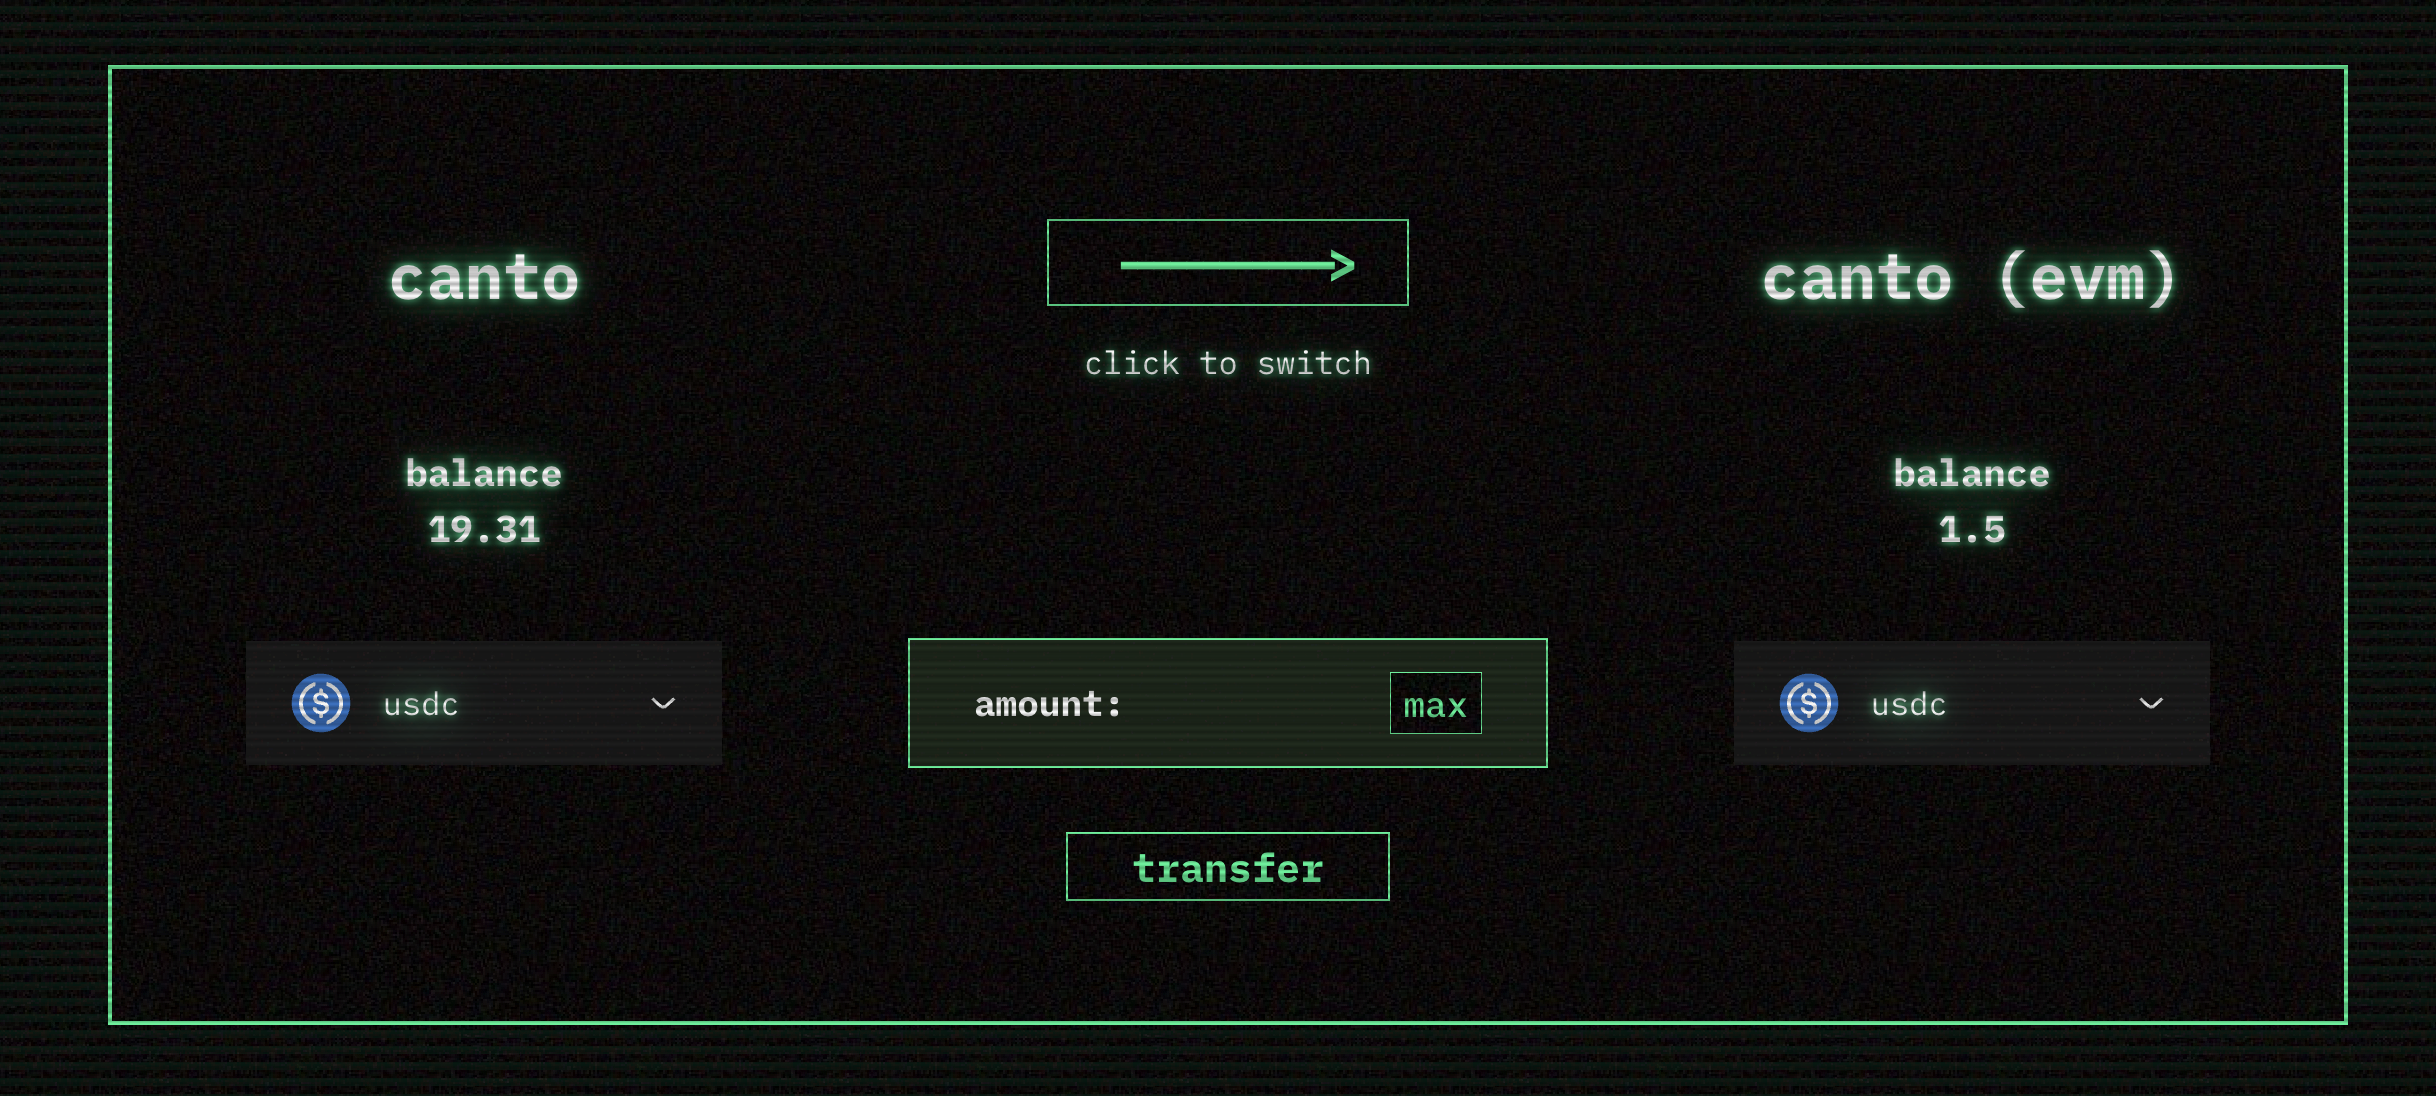 canto
click to switch
canto (evm)
balance
19.31
balance
1.5
usdc
amount:
max
usdc
transfer